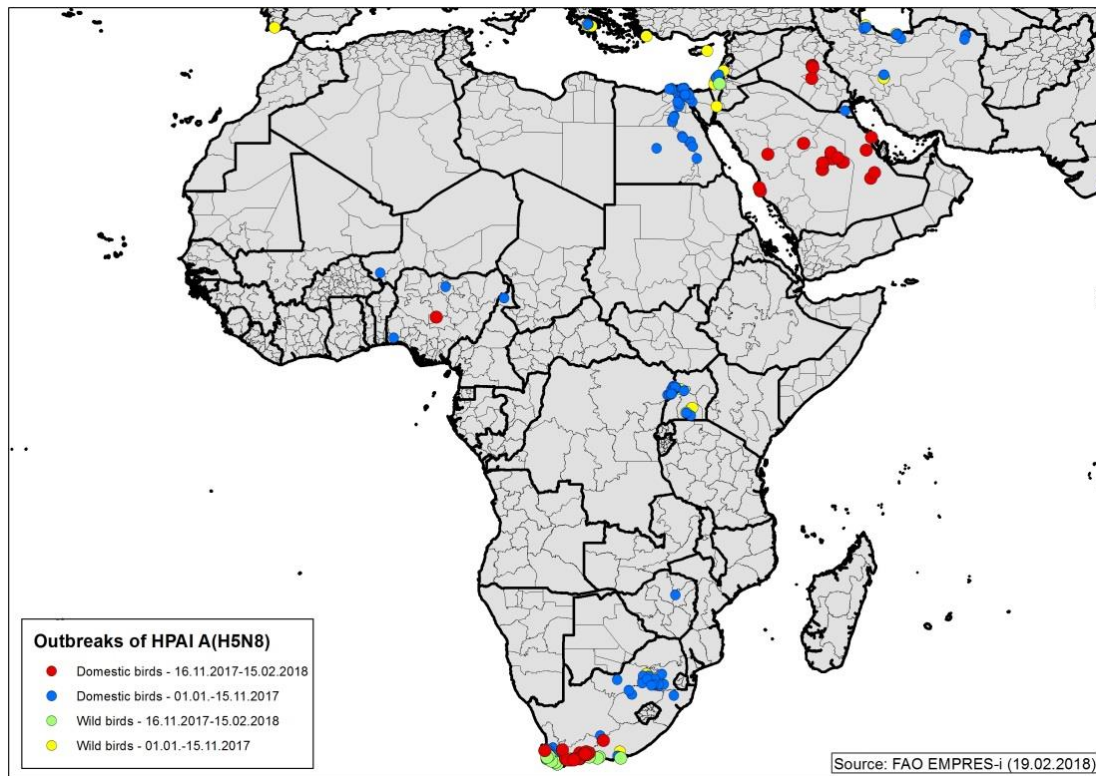 Outbreaks of HPAI A(H5N8)
Domestic birds - 16.11.2017-15.02.2018
Domestic birds - 01.01.-15.11.2017
Wild birds - 16.11.2017-15.02.2018
Wild birds - 01.01.-15.11.2017
Source: FAO EMPRES-i (19.02.2018)